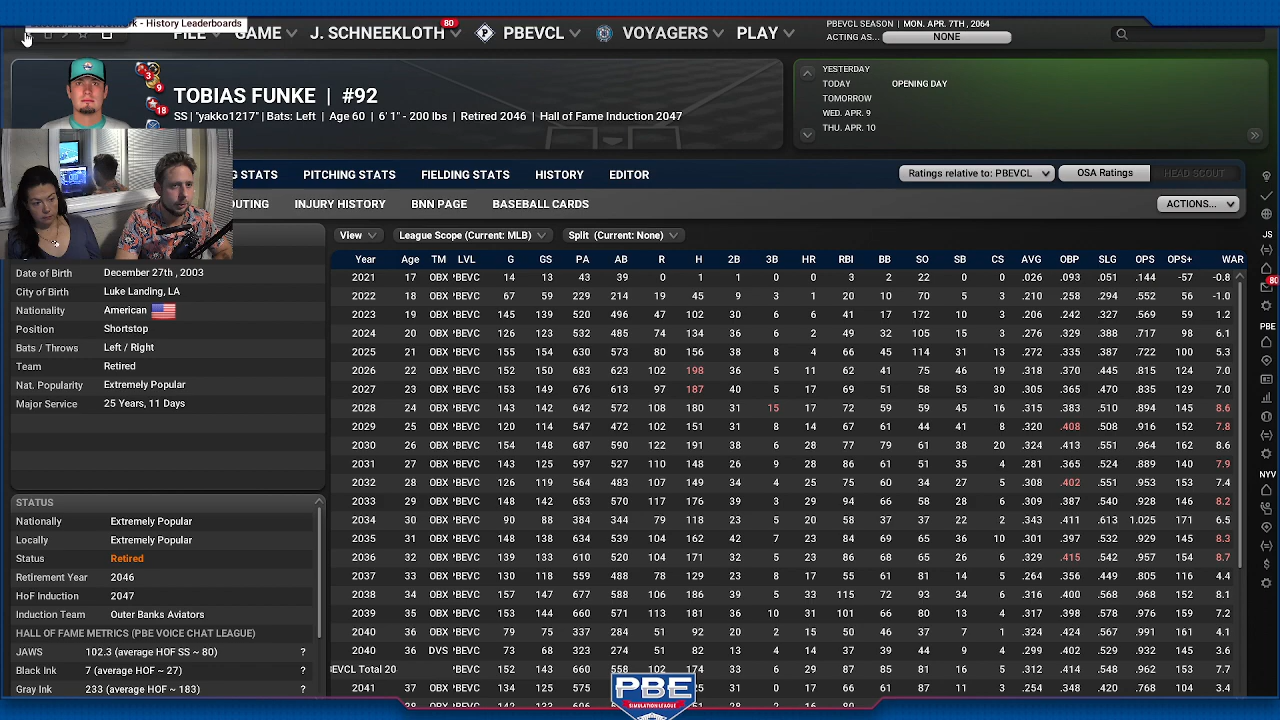 - History Leaderboards
FILE GAME J. SCHNEEKLOTH 80 PBEVCL VOYAGERS PLAY
PBEVCL SEASON | MON. APR. 7TH, 2064
ACTING AS... NONE
TOBIAS FUNKE | #92
SS | "yakko1217" | Bats: Left | Age 60 | 6' 1" - 200 lbs | Retired 2046 | Hall of Fame Induction 2047
3
9
18
YESTERDAY
TODAY OPENING DAY
TOMORROW
WED. APR. 9
THU. APR. 10
G STATS PITCHING STATS FIELDING STATS HISTORY EDITOR
Ratings relative to: PBEVCL OSA Ratings HEAD SCOUT
OUTING INJURY HISTORY BNN PAGE BASEBALL CARDS ACTIONS...
View League Scope (Current: MLB) Split (Current: None)
Date of Birth December 27th , 2003
City of Birth Luke Landing, LA
Nationality American
Position Shortstop
Bats / Throws Left / Right
Team Retired
Nat. Popularity Extremely Popular
Major Service 25 Years, 11 Days
STATUS
Nationally Extremely Popular
Locally Extremely Popular
Status Retired
Retirement Year 2046
HoF Induction 2047
Induction Team Outer Banks Aviators
HALL OF FAME METRICS (PBE VOICE CHAT LEAGUE)
JAWS 102.3 (average HOF SS ~ 80) ?
Black Ink 7 (average HOF ~ 27) ?
Gray Ink 233 (average HOF ~ 183) ?
Year Age TM LVL G GS PA AB R H 2B 3B HR RBI BB SO SB CS AVG OBP SLG OPS OPS+ WAR
2021 17 OBX 'BEVC 14 13 43 39 0 1 1 0 0 3 2 22 0 0 .026 .093 .051 .144 -57 -0.8
2022 18 OBX 'BEVC 67 59 229 214 19 45 9 3 1 20 10 70 5 3 .210 .258 .294 .552 56 -1.0
2023 19 OBX 'BEVC 145 139 520 496 47 102 30 6 6 41 17 172 10 3 .206 .242 .327 .569 59 1.2
2024 20 OBX 'BEVC 126 123 532 485 74 134 36 6 2 49 32 105 15 3 .276 .329 .388 .717 98 6.1
2025 21 OBX 'BEVC 155 154 630 573 80 156 38 8 4 66 45 114 31 13 .272 .335 .387 .722 100 5.3
2026 22 OBX 'BEVC 152 150 683 623 102 198 36 5 11 62 41 75 46 19 .318 .370 .445 .815 124 7.0
2027 23 OBX 'BEVC 153 149 676 613 97 187 40 5 17 69 51 58 53 30 .305 .365 .470 .835 129 7.0
2028 24 OBX 'BEVC 143 142 642 572 108 180 31 15 17 72 59 59 45 16 .315 .383 .510 .894 145 8.6
2029 25 OBX 'BEVC 120 114 547 472 102 151 31 8 14 67 61 44 41 8 .320 .408 .508 .916 152 7.8
2030 26 OBX 'BEVC 154 148 687 590 122 191 38 6 28 77 79 61 38 20 .324 .413 .551 .964 162 8.6
2031 27 OBX 'BEVC 143 125 597 527 110 148 26 9 28 86 61 51 35 4 .281 .365 .524 .889 140 7.9
2032 28 OBX 'BEVC 126 119 564 483 107 149 34 4 25 75 60 34 27 5 .308 .402 .551 .953 153 7.4
2033 29 OBX 'BEVC 148 142 653 570 117 176 39 3 29 94 66 58 28 6 .309 .387 .540 .928 146 8.2
2034 30 OBX 'BEVC 90 88 384 344 79 118 23 5 20 58 37 37 22 2 .343 .411 .613 1.025 171 6.5
2035 31 OBX 'BEVC 148 138 634 539 104 162 42 7 23 84 69 65 36 10 .301 .397 .532 .929 145 8.3
2036 32 OBX 'BEVC 139 133 610 520 104 171 32 5 23 86 68 65 26 6 .329 .415 .542 .957 154 8.7
2037 33 OBX 'BEVC 130 118 559 488 78 129 23 8 17 55 61 81 14 5 .264 .356 .449 .805 116 4.4
2038 34 OBX 'BEVC 157 147 677 588 106 186 39 5 33 115 72 93 34 6 .316 .400 .568 .968 152 8.1
2039 35 OBX 'BEVC 153 144 660 571 113 181 36 10 31 101 66 80 13 4 .317 .398 .578 .976 159 7.2
2040 36 OBX 'BEVC 79 75 337 284 51 92 20 2 15 50 46 37 7 1 .324 .424 .567 .991 161 4.1
2040 36 DVS 'BEVC 73 68 323 274 51 82 13 4 14 37 39 44 9 4 .299 .402 .529 .932 145 3.6
BEVCL Total 20 152 143 660 558 102 174 33 6 29 87 85 81 16 5 .312 .414 .548 .962 153 7.7
2041 37 OBX 'BEVC 134 125 575 31 0 17 66 61 87 11 3 .254 .348 .420 .768 104 3.4
PBE
SIMULATION LEAGUE
JS
80
PBE
NYV